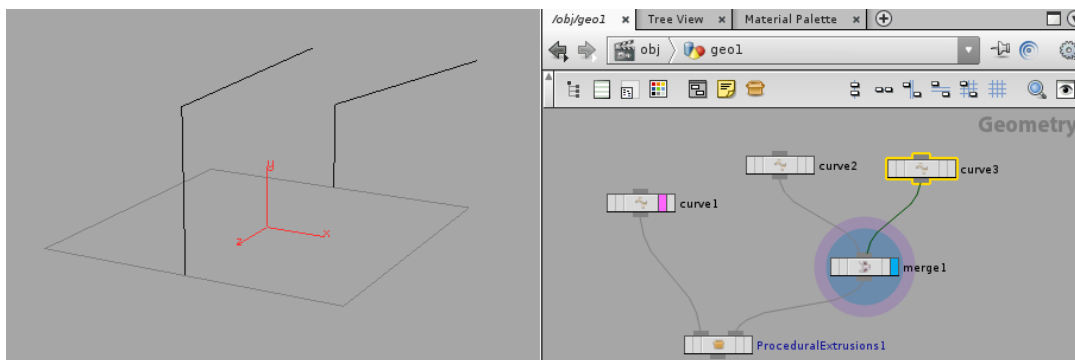 /obj/geo1 × Tree View × Material Palette ×
obj geo1
Geometry
curve2
curve3
curve1
merge1
ProceduralExtrusions1
y
z x